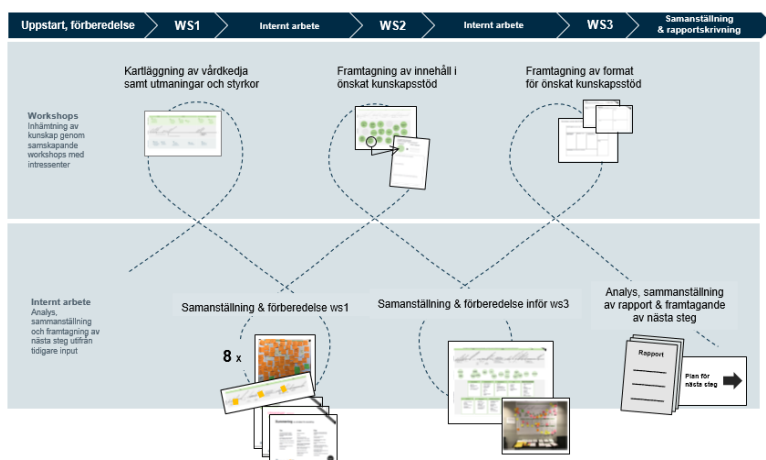 Uppstart, förberedelse
WS1
Internt arbete
WS2
Internt arbete
WS3
Samanställning
& rapportskrivning
Kartläggning av vårdkedja
samt utmaningar och styrkor
Framtagning av innehåll i
önskat kunskapsstöd
Framtagning av format
för önskat kunskapsstöd
Workshops
Inhämtning av
kunskap genom
samskapande
workshops med
intressenter
Internt arbete
Analys,
sammanställning
och framtagning av
nästa steg utifrån
tidigare input
Samanställning & förberedelse ws1
8 x
Samanställning & förberedelse inför ws3
Analys, sammanställning
av rapport & framtagande
av nästa steg
Rapport
Plan för
nästa steg